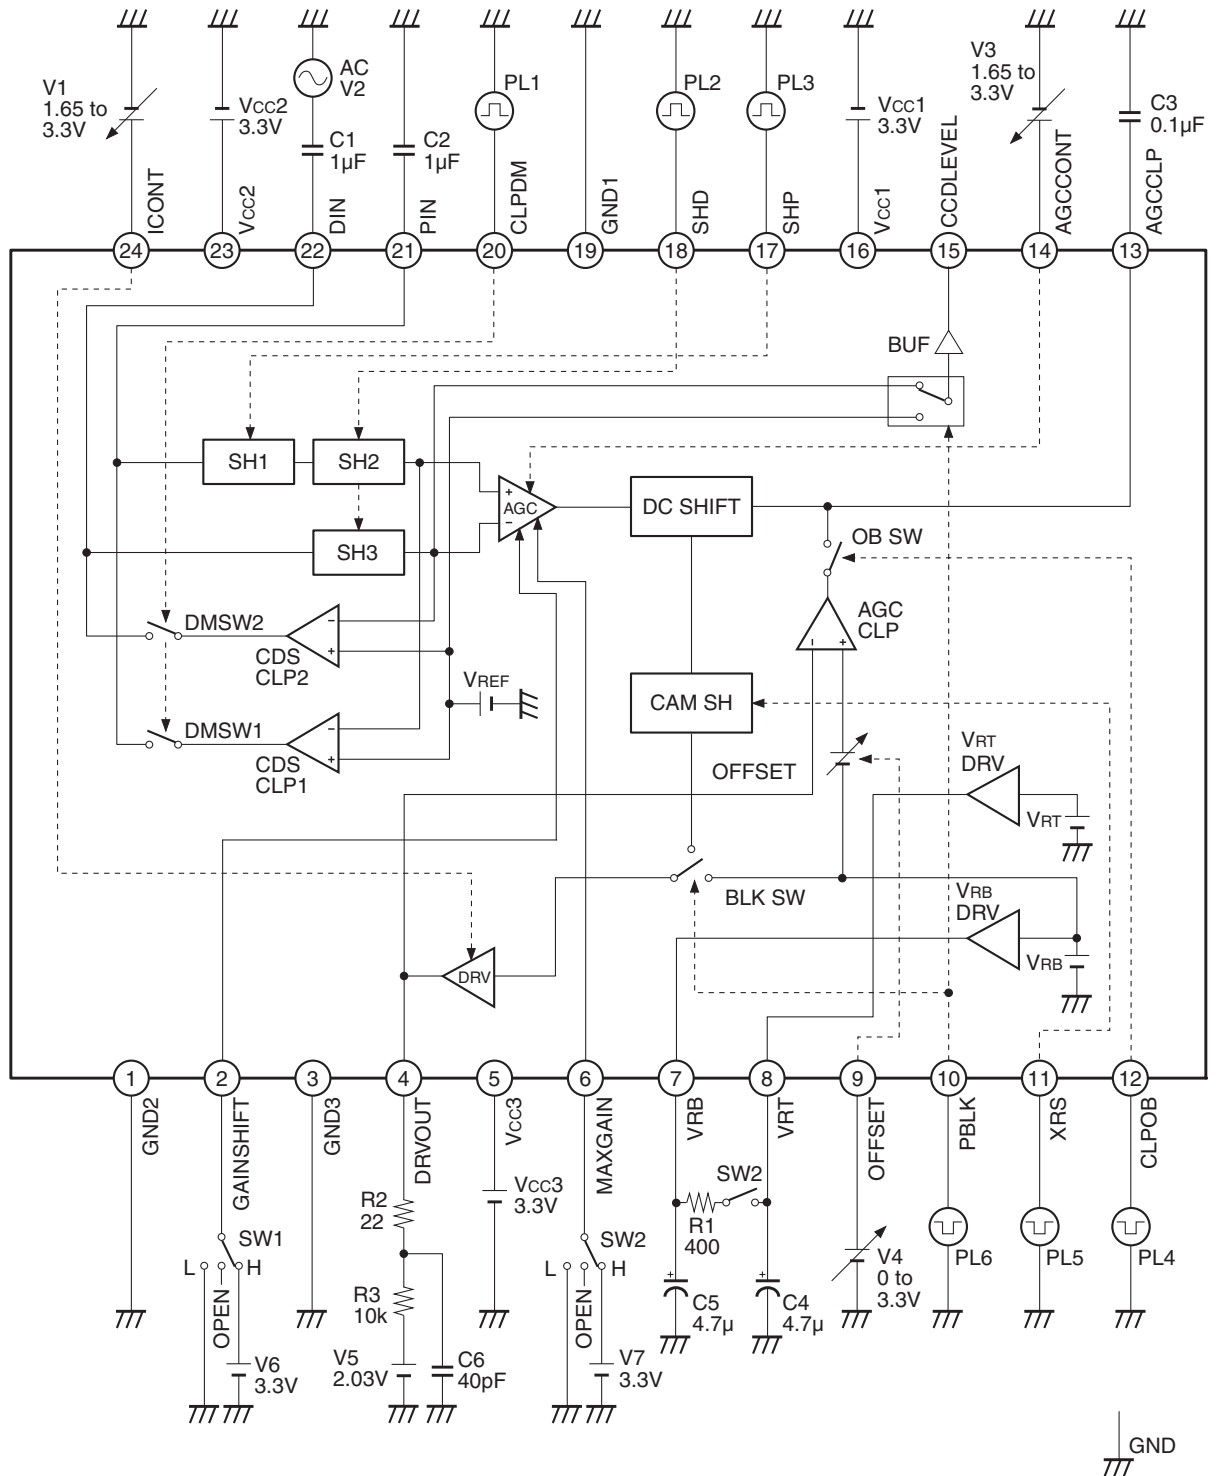 V1
1.65 to
3.3V
VCC2
3.3V
AC
V2
C1
1µF
C2
1µF
PL1
PL2
PL3
VCC1
3.3V
V3
1.65 to
3.3V
C3
0.1µF
ICONT
VCC2
DIN
PIN
CLPDM
GND1
SHD
SHP
VCC1
CCDLEVEL
AGCCONT
AGCCLP
24
23
22
21
20
19
18
17
16
15
14
13
BUF
SH1
SH2
SH3
+
AGC
−
DC SHIFT
OB SW
AGC
CLP
−
+
DMSW2
CDS
CLP2
−
+
VREF
DMSW1
CDS
CLP1
−
+
CAM SH
OFFSET
VRT
DRV
VRT
BLK SW
VRB
DRV
VRB
DRV
1
2
3
4
5
6
7
8
9
10
11
12
GND2
GAINSHIFT
GND3
DRVOUT
VCC3
MAXGAIN
VRB
VRT
OFFSET
PBLK
XRS
CLPOB
SW1
L
OPEN
H
V6
3.3V
R2
22
R3
10k
V5
2.03V
C6
40pF
VCC3
3.3V
SW2
L
OPEN
H
V7
3.3V
SW2
R1
400
+
C5
4.7µ
+
C4
4.7µ
V4
0 to
3.3V
PL6
PL5
PL4
GND